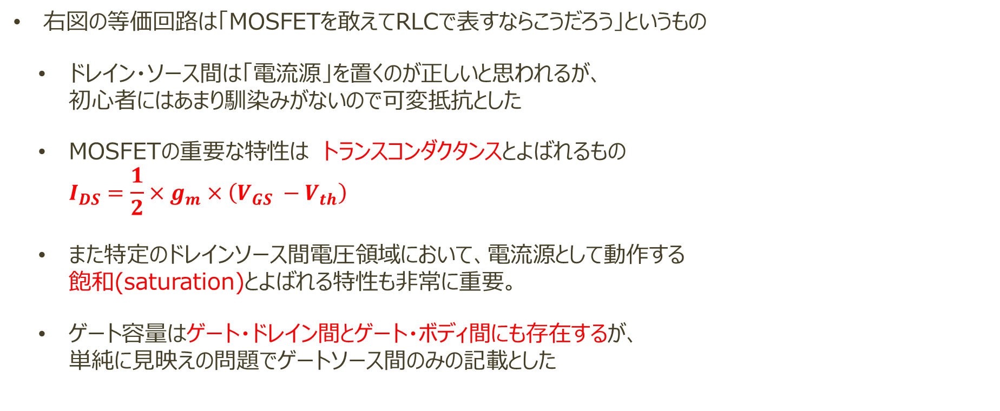 • 右図の等価回路は「MOSFETを敢えてRLCで表すならこうだろう」というもの
• ドレイン・ソース間は「電流源」を置くのが正しいと思われるが、
初心者にはあまり馴染みがないので可変抵抗とした
• MOSFETの重要な特性は トランスコンダクタンスとよばれるもの
I_DS = 1/2 × g_m × (V_GS − V_th)
• また特定のドレインソース間電圧領域において、電流源として動作する
飽和(saturation)とよばれる特性も非常に重要。
• ゲート容量はゲート・ドレイン間とゲート・ボディ間にも存在するが、
単純に見映えの問題でゲートソース間のみの記載とした